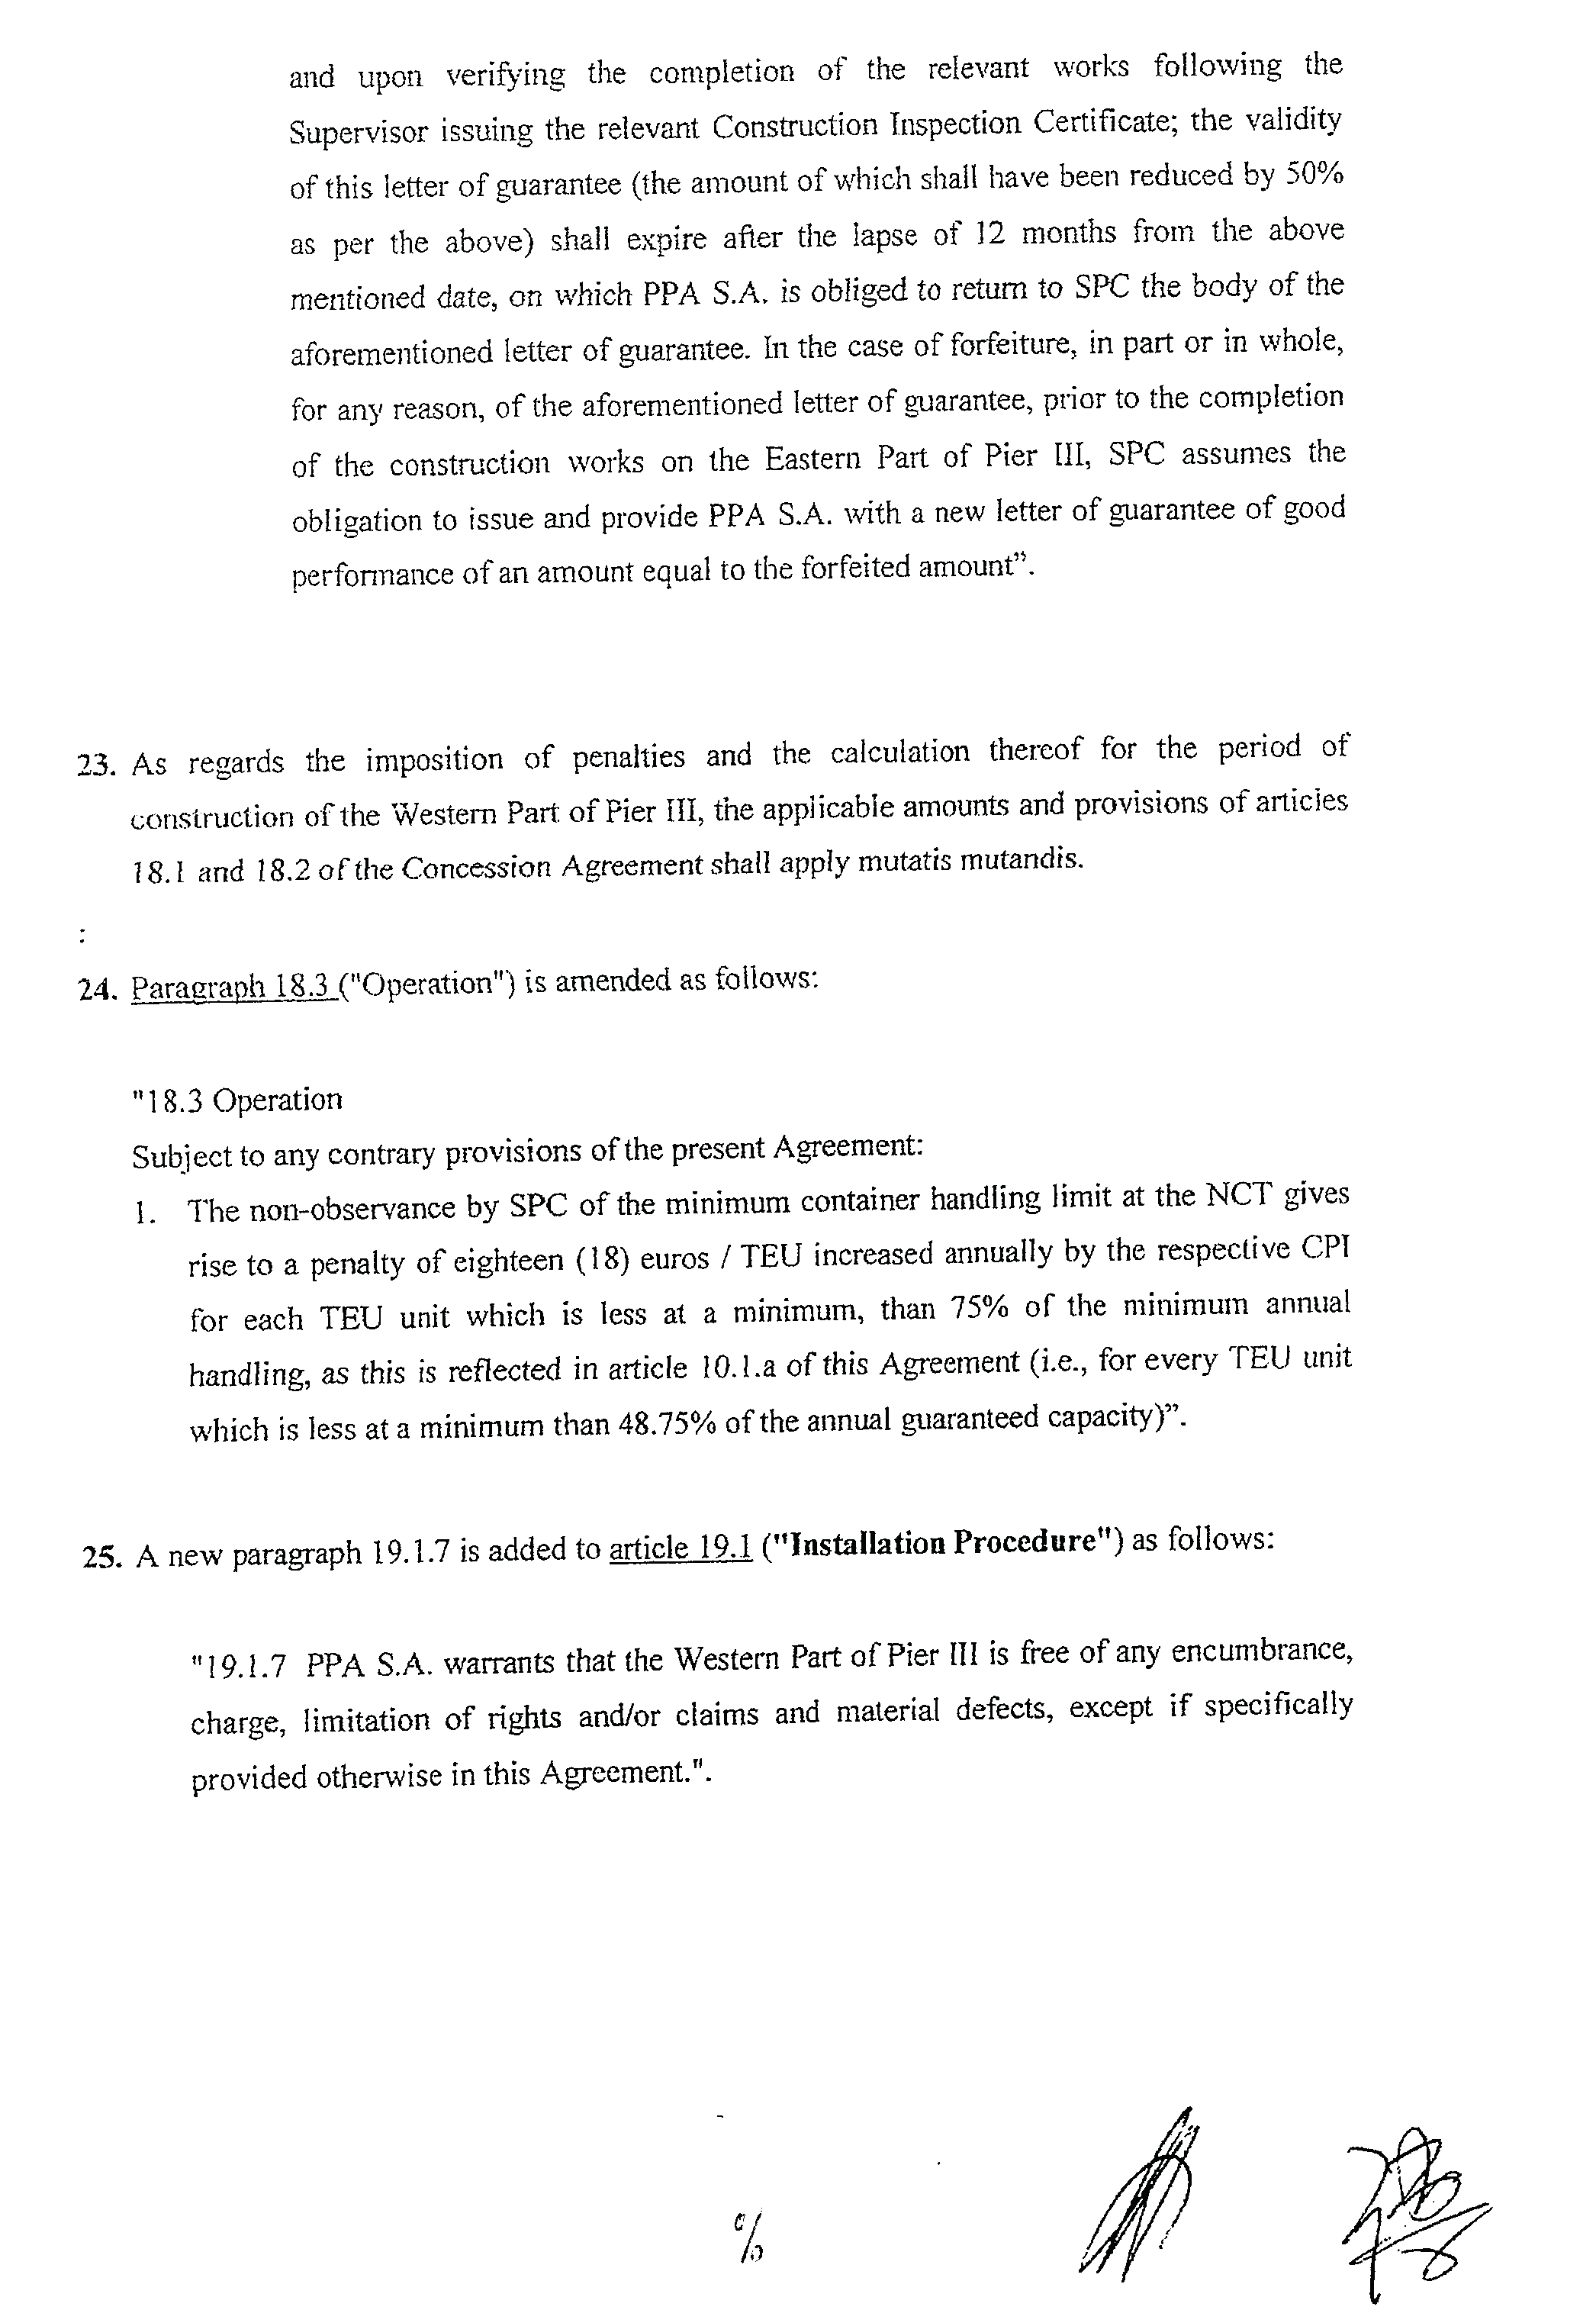 and upon verifying the completion of the relevant works following the
Supervisor issuing the relevant Construction Inspection Certificate; the validity
of this letter of guarantee (the amount of which shall have been reduced by 50%
as per the above) shall expire after the lapse of 12 months from the above
mentioned date, on which PPA S.A. is obliged to return to SPC the body of the
aforementioned letter of guarantee. In the case of forfeiture, in part or in whole,
for any reason, of the aforementioned letter of guarantee, prior to the completion
of the construction works on the Eastern Part of Pier III, SPC assumes the
obligation to issue and provide PPA S.A. with a new letter of guarantee of good
performance of an amount equal to the forfeited amount”.
23. As regards the imposition of penalties and the calculation thereof for the period of
construction of the Western Part of Pier III, the applicable amounts and provisions of articles
18.1 and 18.2 of the Concession Agreement shall apply mutatis mutandis.
:
24. Paragraph 18.3 ("Operation") is amended as follows:
"18.3 Operation
Subject to any contrary provisions of the present Agreement:
1. The non-observance by SPC of the minimum container handling limit at the NCT gives
rise to a penalty of eighteen (18) euros / TEU increased annually by the respective CPI
for each TEU unit which is less at a minimum, than 75% of the minimum annual
handling, as this is reflected in article 10.1.a of this Agreement (i.e., for every TEU unit
which is less at a minimum than 48.75% of the annual guaranteed capacity)”.
25. A new paragraph 19.1.7 is added to article 19.1 ("Installation Procedure") as follows:
"19.1.7 PPA S.A. warrants that the Western Part of Pier III is free of any encumbrance,
charge, limitation of rights and/or claims and material defects, except if specifically
provided otherwise in this Agreement.".
%